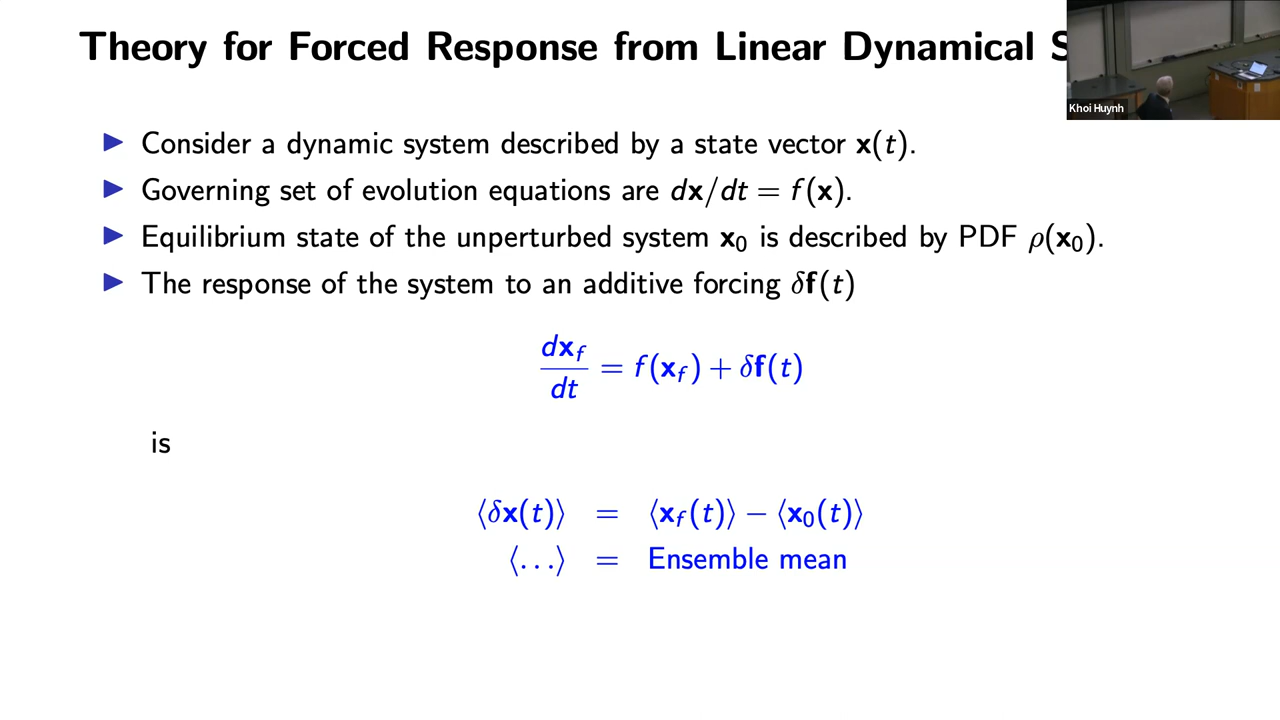 Theory for Forced Response from Linear Dynamical S
Khoi Huynh
▶ Consider a dynamic system described by a state vector x(t).
▶ Governing set of evolution equations are dx/dt = f(x).
▶ Equilibrium state of the unperturbed system x₀ is described by PDF ρ(x₀).
▶ The response of the system to an additive forcing δf(t)
dx_f/dt = f(x_f) + δf(t)
is
⟨δx(t)⟩ = ⟨x_f(t)⟩ − ⟨x₀(t)⟩
⟨...⟩ = Ensemble mean